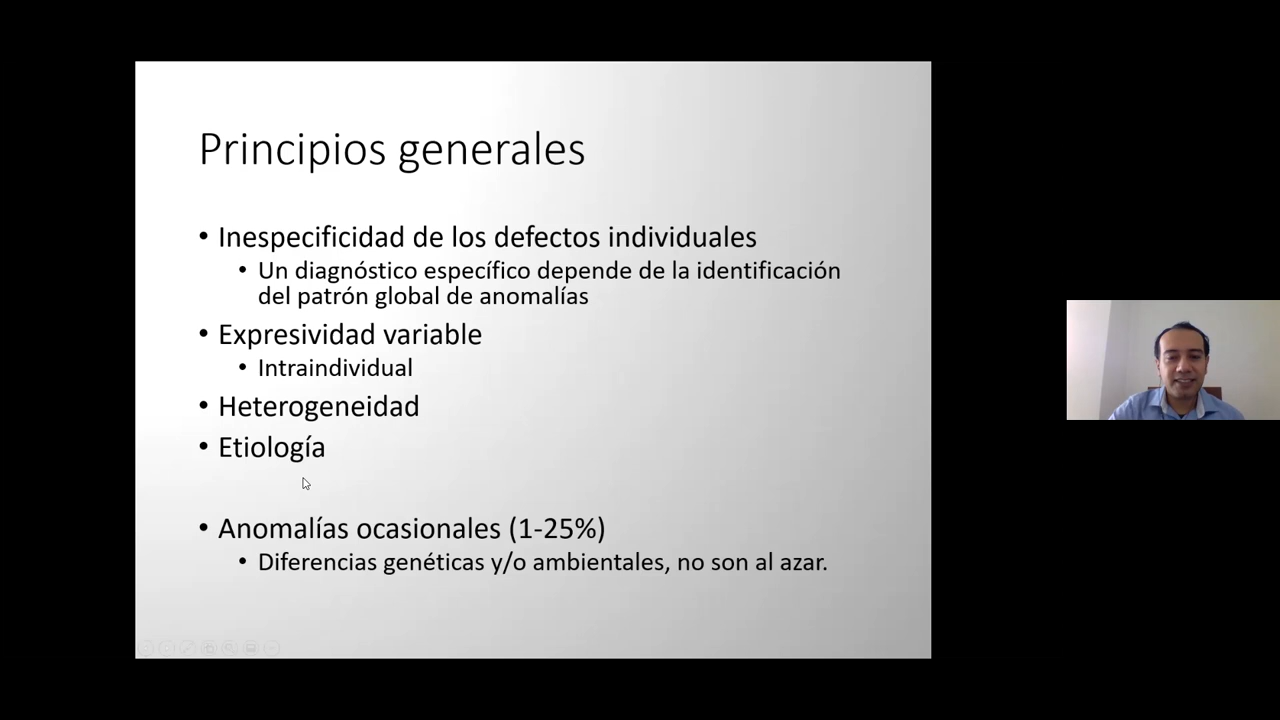 Principios generales
• Inespecificidad de los defectos individuales
• Un diagnóstico específico depende de la identificación
del patrón global de anomalías
• Expresividad variable
• Intraindividual
• Heterogeneidad
• Etiología
• Anomalías ocasionales (1-25%)
• Diferencias genéticas y/o ambientales, no son al azar.